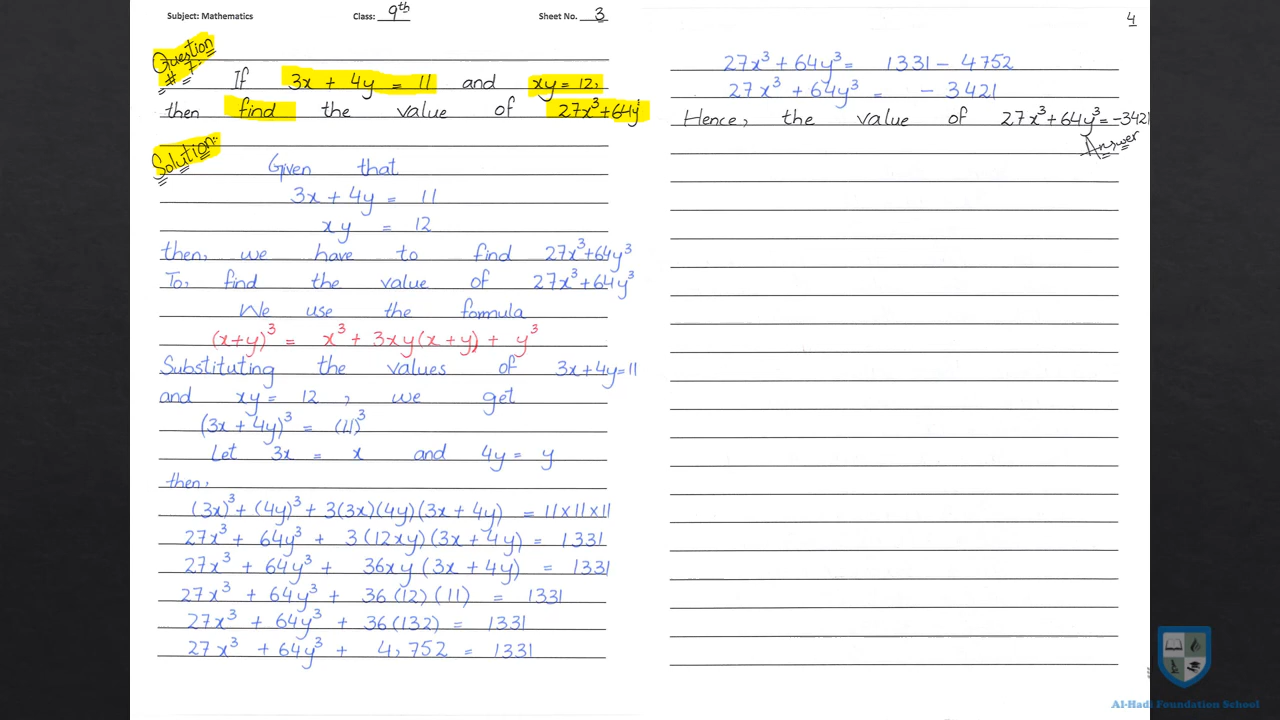 Subject: Mathematics Class: 9th Sheet No. 3
Question # 7:
If 3x + 4y = 11 and xy = 12,
then find the value of 27x³+64y³
Solution:
Given that
3x + 4y = 11
xy = 12
then, we have to find 27x³+64y³
To, find the value of 27x³+64y³
We use the formula
(x+y)³ = x³ + 3xy(x+y) + y³
Substituting the values of 3x+4y=11
and xy = 12 , we get
(3x + 4y)³ = (11)³
Let 3x = x and 4y = y
then,
(3x)³ + (4y)³ + 3(3x)(4y)(3x + 4y) = 11×11×11
27x³ + 64y³ + 3(12xy)(3x + 4y) = 1331
27x³ + 64y³ + 36xy(3x + 4y) = 1331
27x³ + 64y³ + 36(12)(11) = 1331
27x³ + 64y³ + 36(132) = 1331
27x³ + 64y³ + 4,752 = 1331
4
27x³ + 64y³ = 1331 - 4752
27x³ + 64y³ = - 3421
Hence, the value of 27x³+64y³ = -3421
Answer
Al-Hadi Foundation School